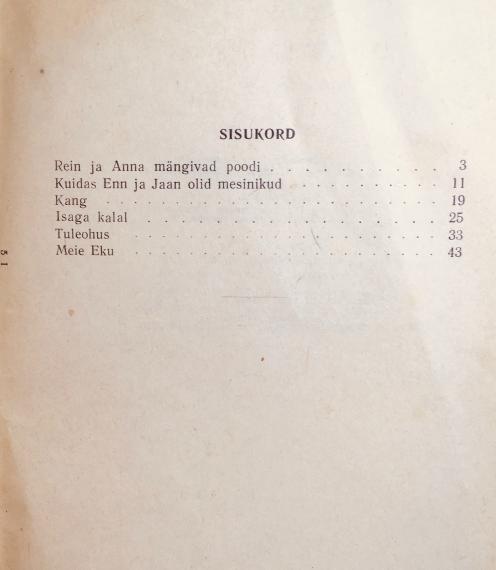 SISUKORD
Rein ja Anna mängivad poodi . . . . . . . . . . 3
Kuidas Enn ja Jaan olid mesinikud . . . . . . . . . 11
Kang . . . . . . . . . . . . . . . . . . . 19
Isaga kalal . . . . . . . . . . . . . . . . 25
Tuleohus . . . . . . . . . . . . . . . . . 33
Meie Eku . . . . . . . . . . . . . . . . . 43